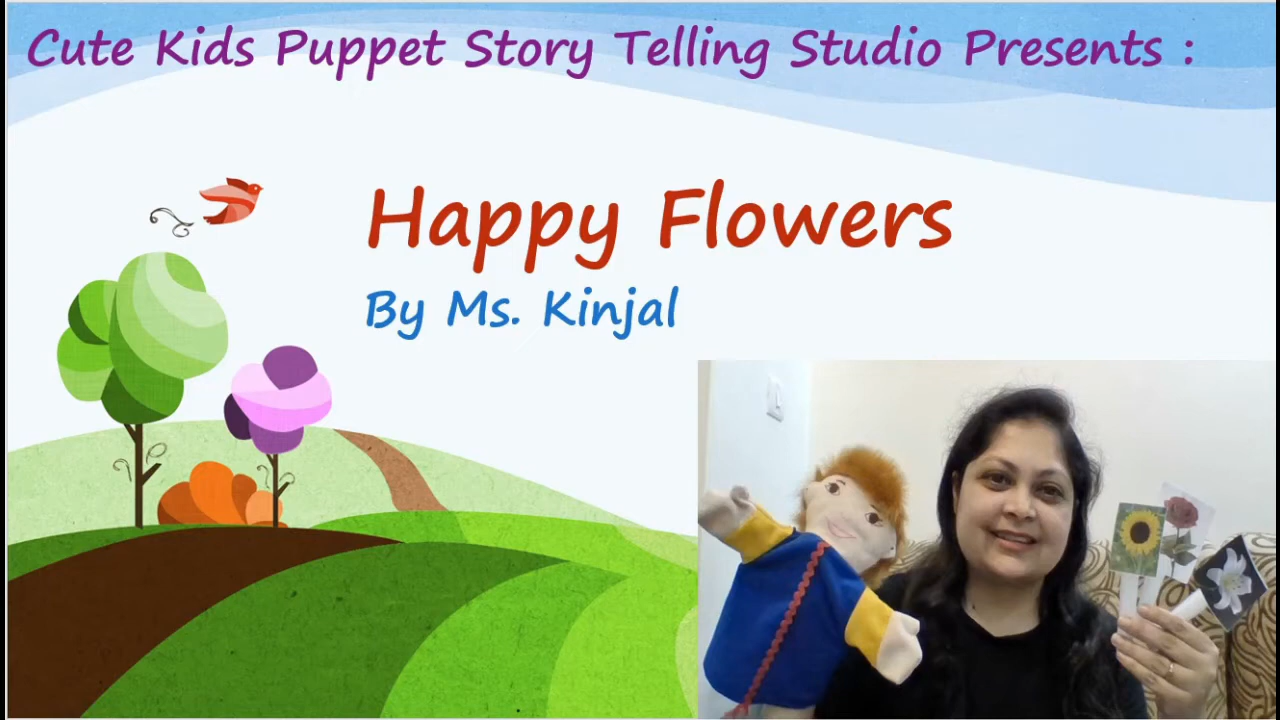 Cute Kids Puppet Story Telling Studio Presents :
Happy Flowers
By Ms. Kinjal